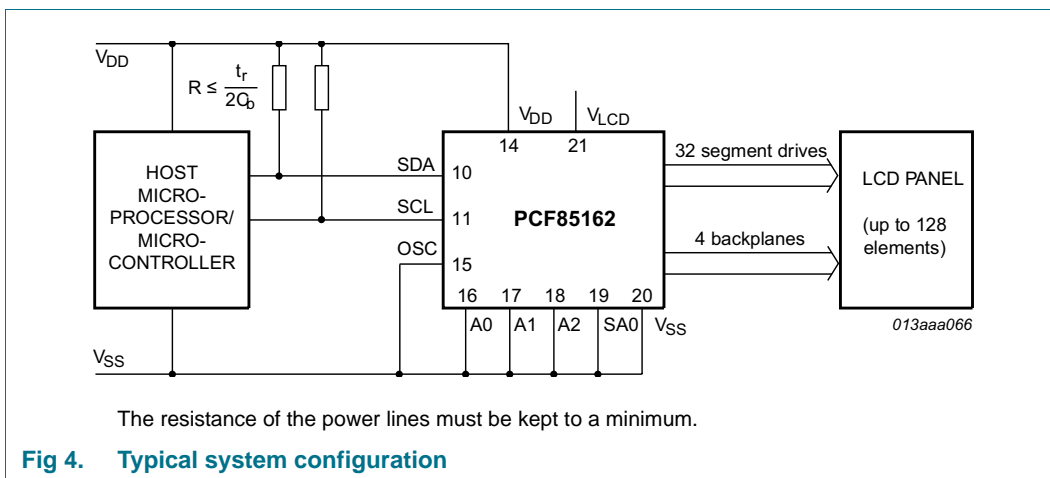 VDD
R ≤ tr
2Cb
VDD
VLCD
14
21
HOST
MICRO-
PROCESSOR/
MICRO-
CONTROLLER
SDA
10
SCL
11
OSC
15
PCF85162
16
17
18
19
20
A0
A1
A2
SA0
VSS
32 segment drives
4 backplanes
LCD PANEL
(up to 128
elements)
013aaa066
VSS
The resistance of the power lines must be kept to a minimum.
Fig 4. Typical system configuration